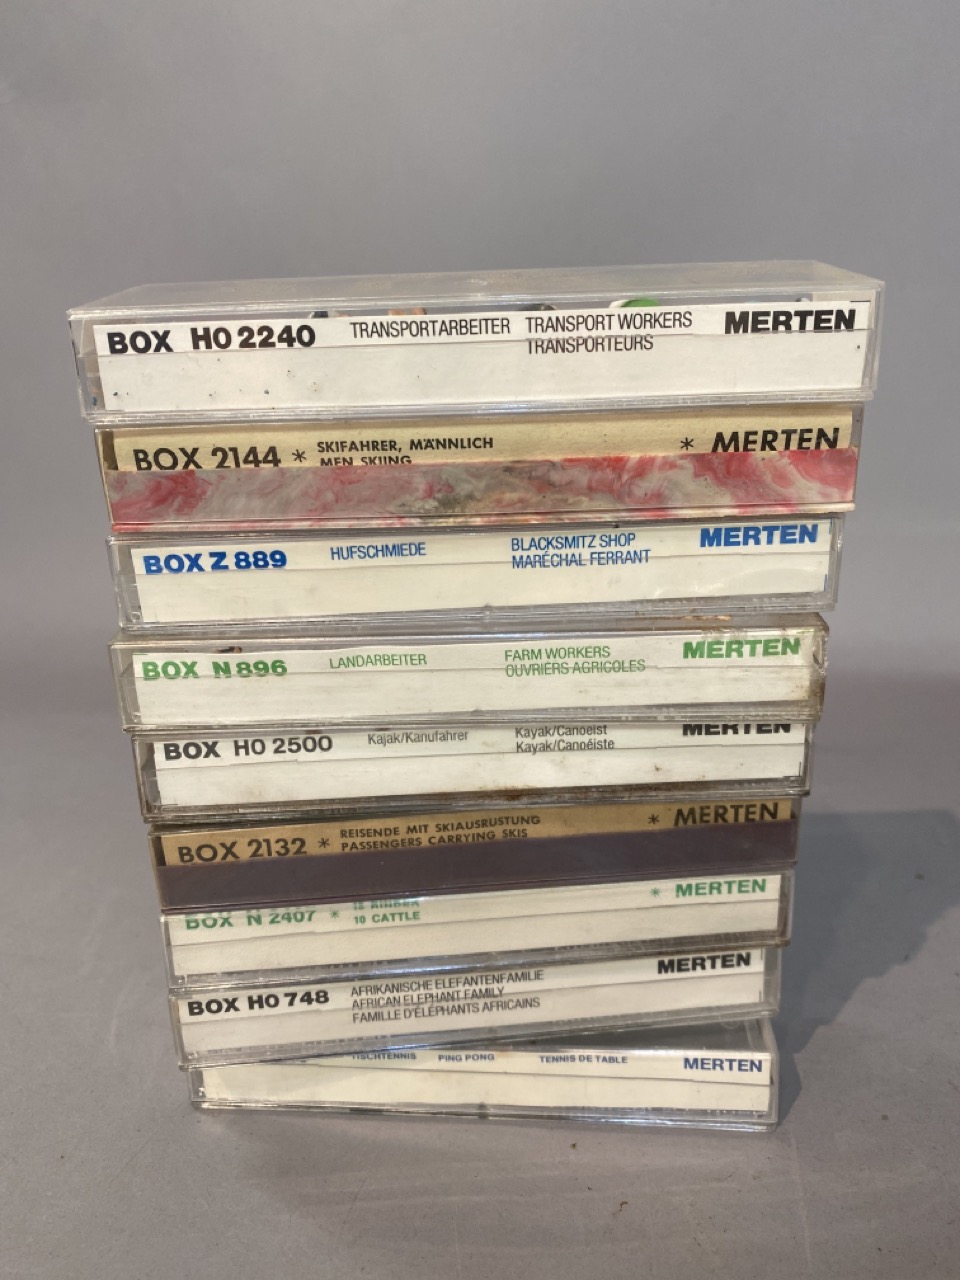 BOX HO 2240 TRANSPORTARBEITER TRANSPORT WORKERS MERTEN
TRANSPORTEURS
BOX 2144 * SKIFAHRER, MÄNNLICH * MERTEN
MEN SKIING
BOX Z 889 HUFSCHMIEDE BLACKSMITZ SHOP MERTEN
MARÉCHAL FERRANT
BOX N 896 LANDARBEITER FARM WORKERS MERTEN
OUVRIERS AGRICOLES
BOX HO 2500 Kajak/Kanufahrer Kayak/Canoeist MERTEN
Kayak/Canoéiste
BOX 2132 * REISENDE MIT SKIAUSRÜSTUNG * MERTEN
PASSENGERS CARRYING SKIS
BOX N 2407 * * MERTEN
10 CATTLE
BOX HO 748 AFRIKANISCHE ELEFANTENFAMILIE MERTEN
AFRICAN ELEPHANT FAMILY
FAMILLE D'ÉLÉPHANTS AFRICAINS
TISCHTENNIS PING PONG TENNIS DE TABLE MERTEN